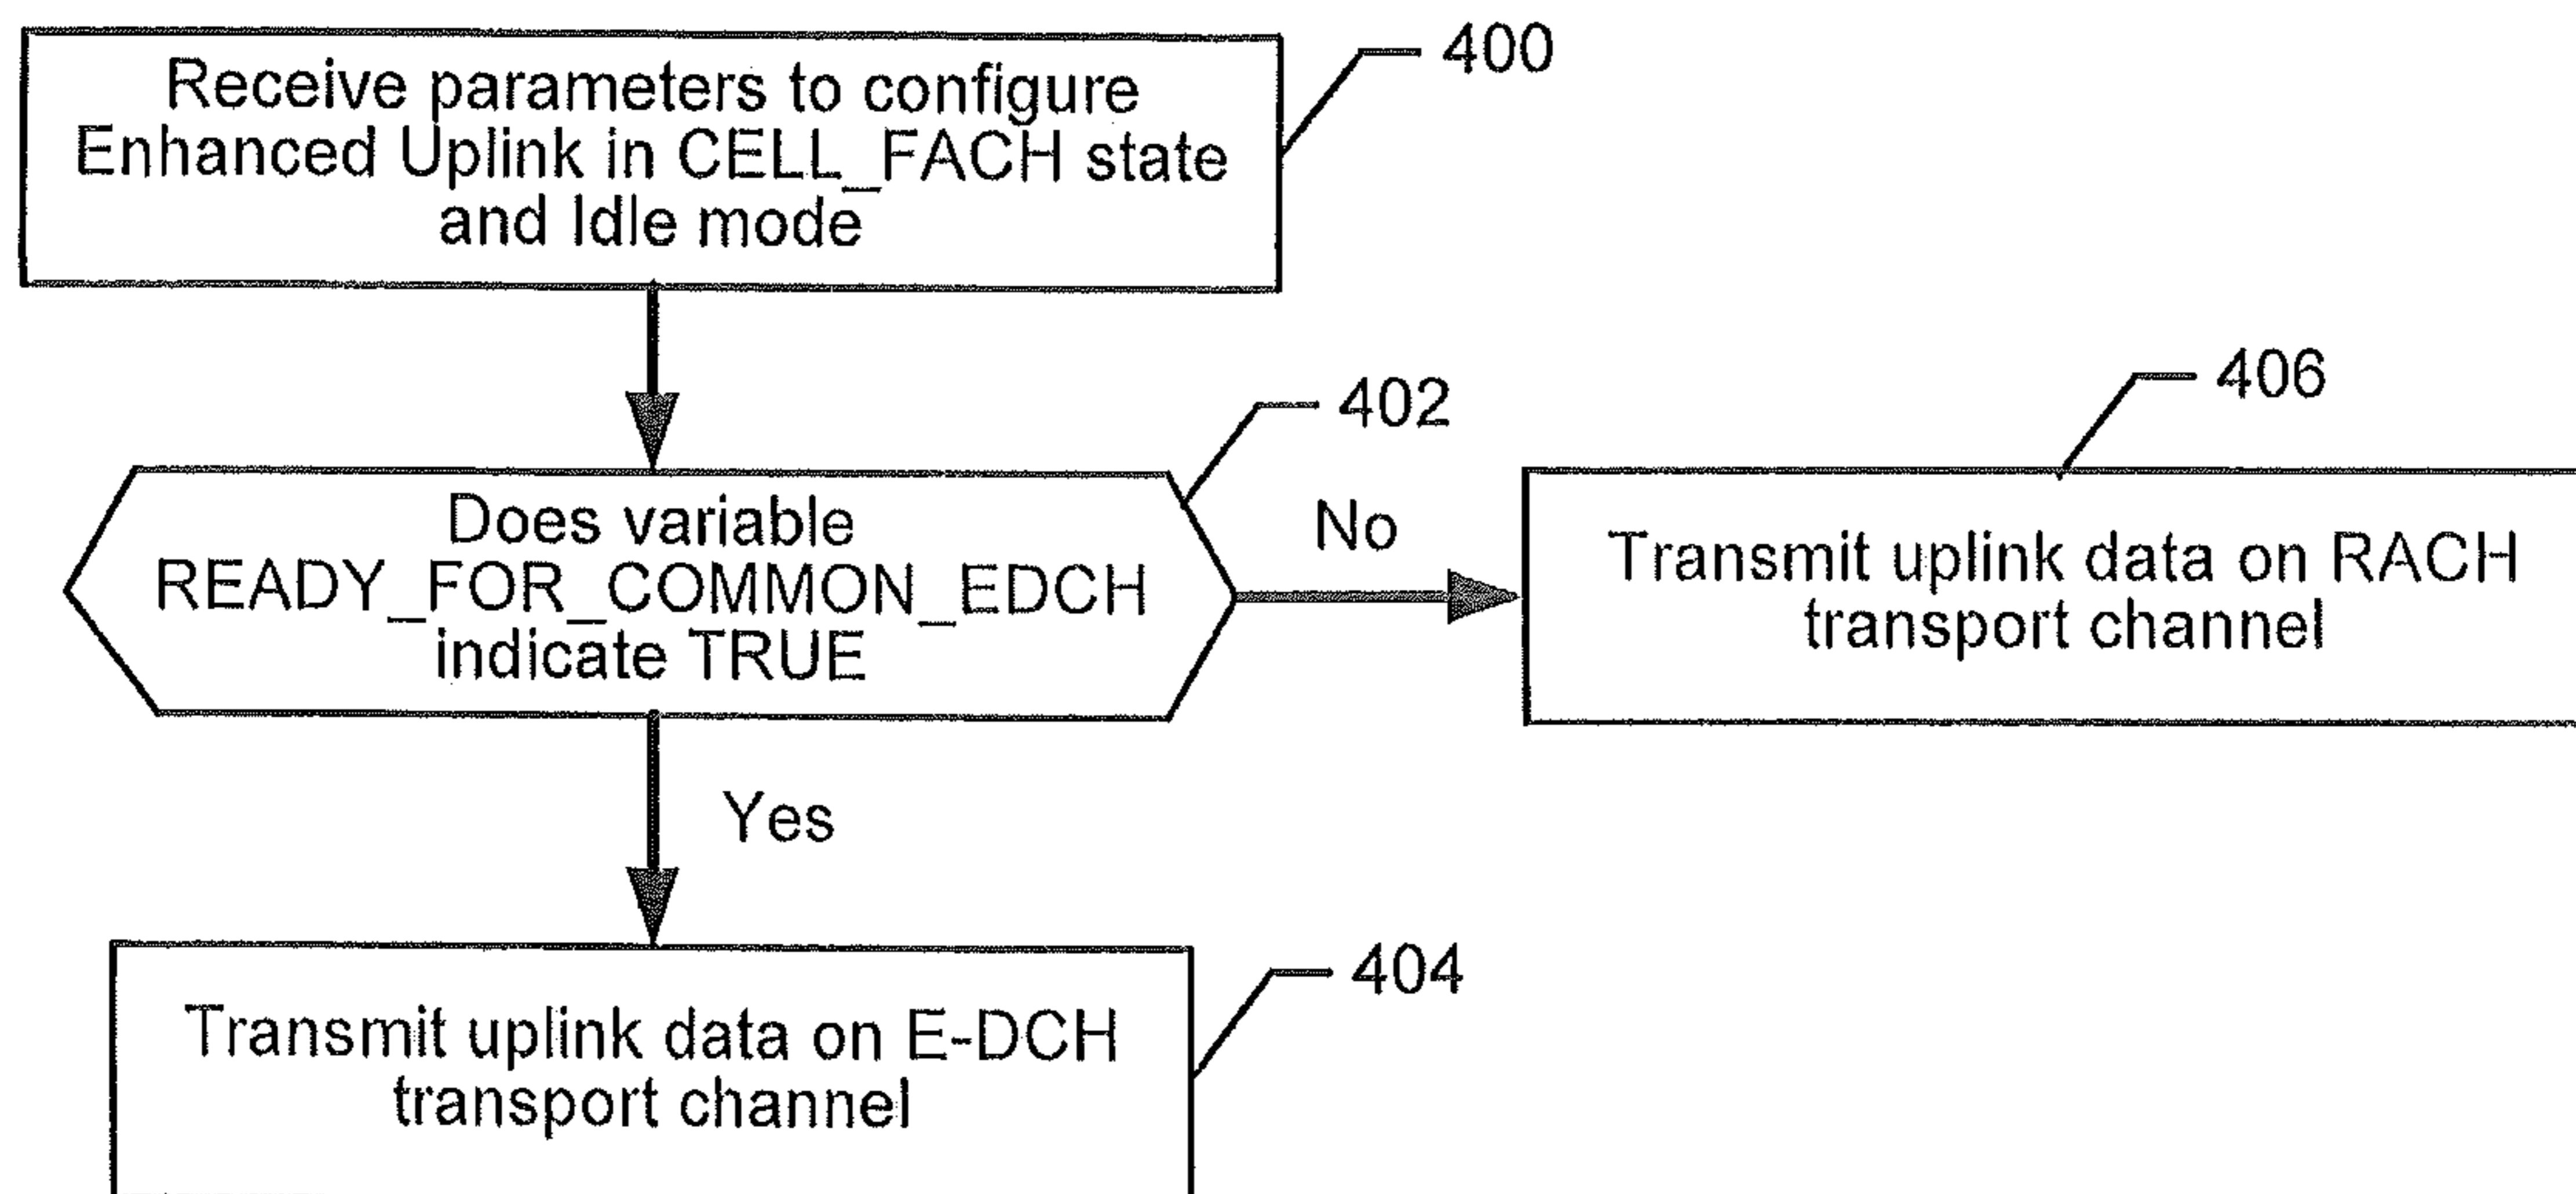 Receive parameters to configure
Enhanced Uplink in CELL_FACH state
and Idle mode
400
Does variable
READY_FOR_COMMON_EDCH
indicate TRUE
402
No
Transmit uplink data on RACH
transport channel
406
Yes
Transmit uplink data on E-DCH
transport channel
404